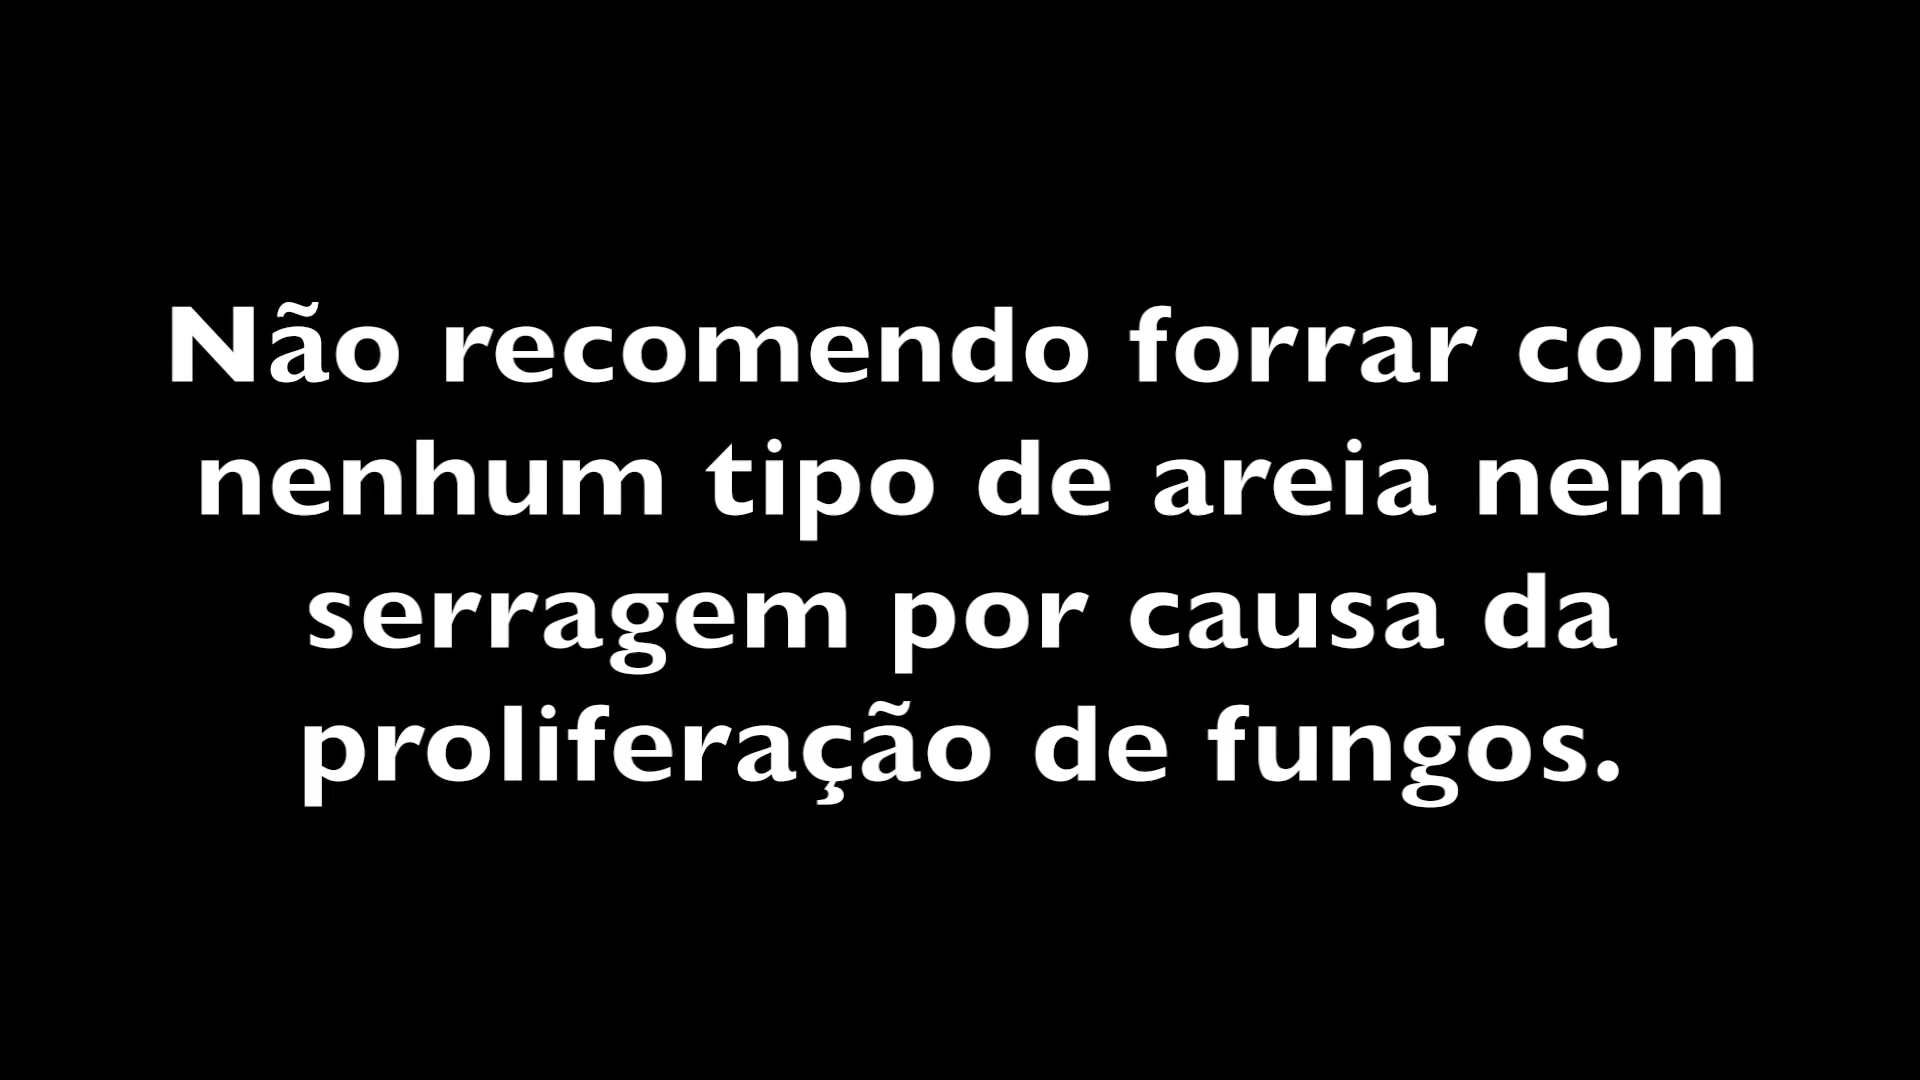 Não recomendo forrar com
nenhum tipo de areia nem
serragem por causa da
proliferação de fungos.